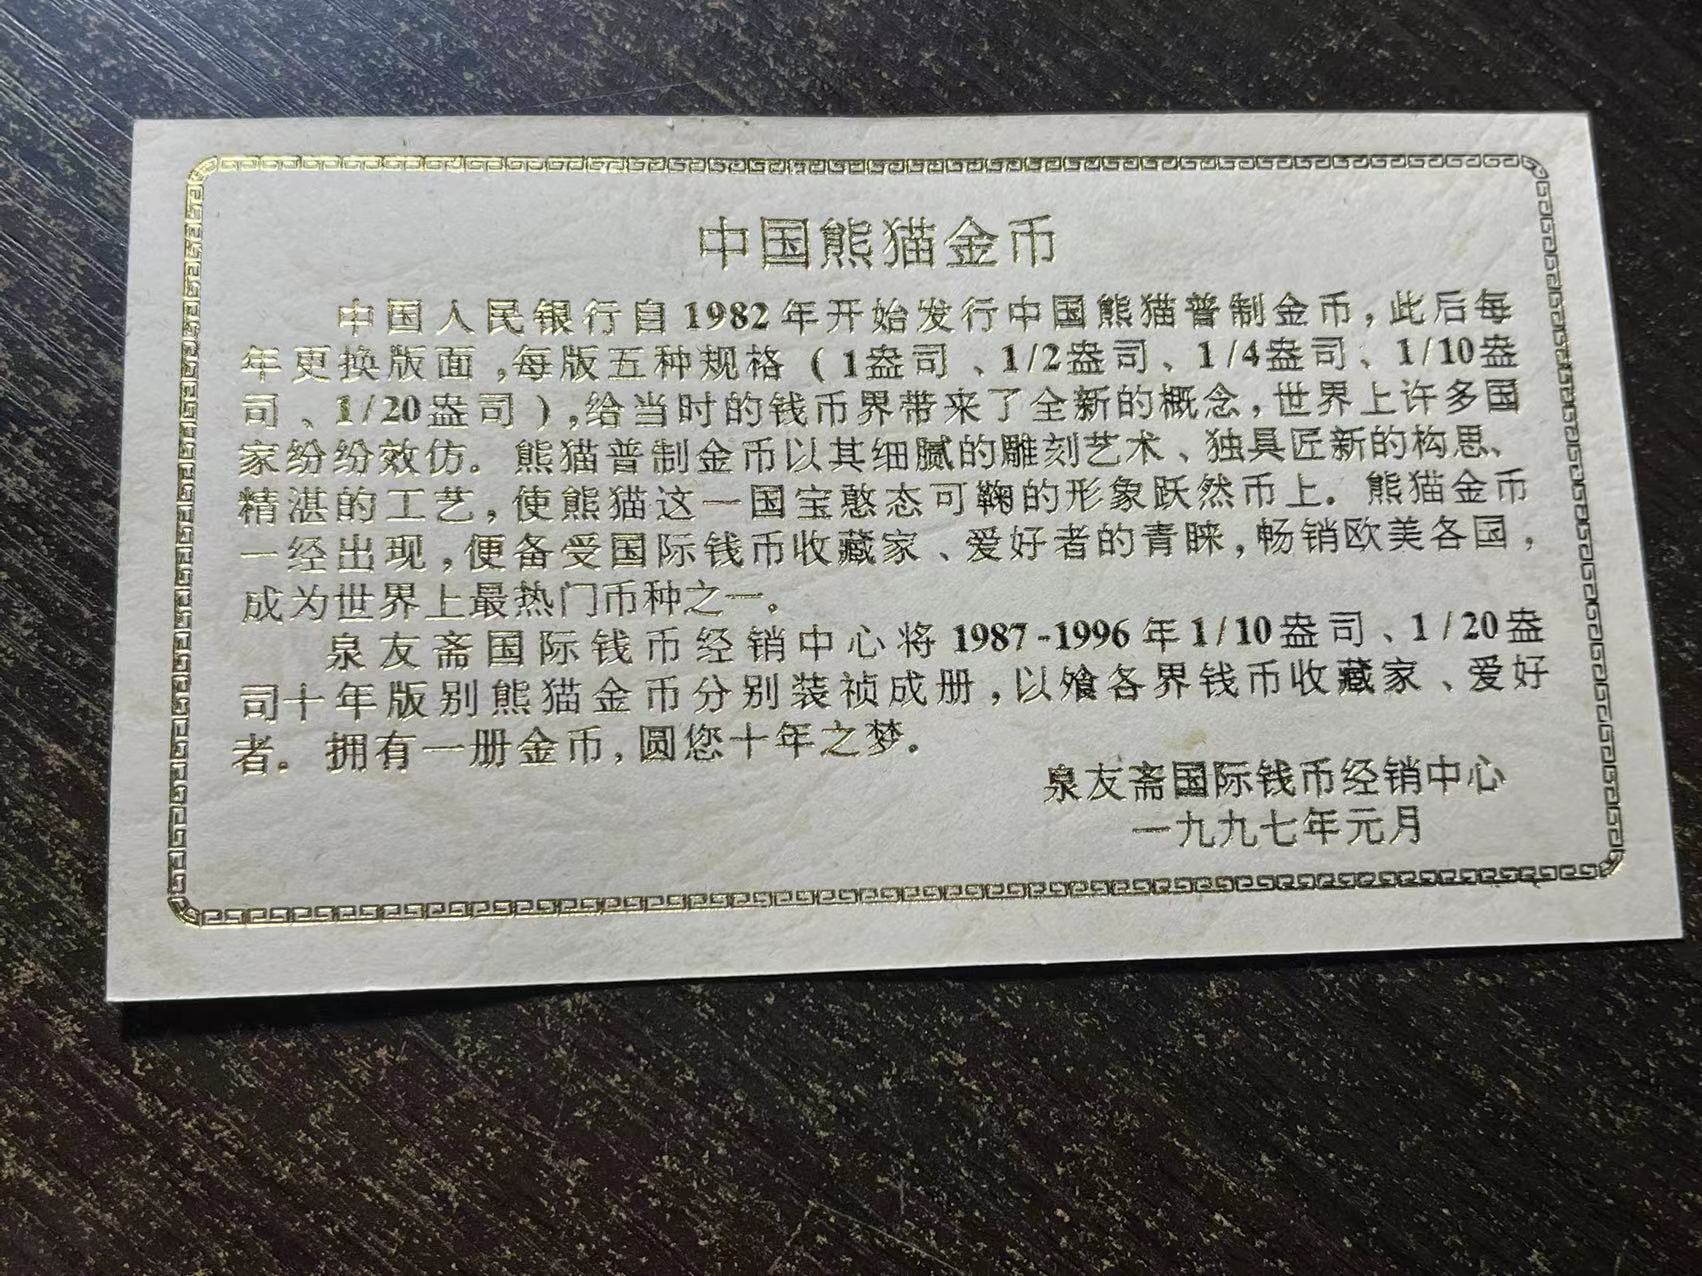 中国熊猫金币
中国人民银行自1982年开始发行中国熊猫普制金币，此后每
年更换版面，每版五种规格（1盎司、1/2盎司、1/4盎司、1/10盎
司、1/20盎司），给当时的钱币界带来了全新的概念，世界上许多国
家纷纷效仿。熊猫普制金币以其细腻的雕刻艺术、独具匠新的构思、
精湛的工艺，使熊猫这一国宝憨态可鞠的形象跃然币上。熊猫金币
一经出现，便备受国际钱币收藏家、爱好者的青睐，畅销欧美各国，
成为世界上最热门币种之一。
泉友斋国际钱币经销中心将1987-1996年1/10盎司、1/20盎
司十年版别熊猫金币分别装祯成册，以飨各界钱币收藏家、爱好
者。拥有一册金币，圆您十年之梦。
泉友斋国际钱币经销中心
一九九七年元月